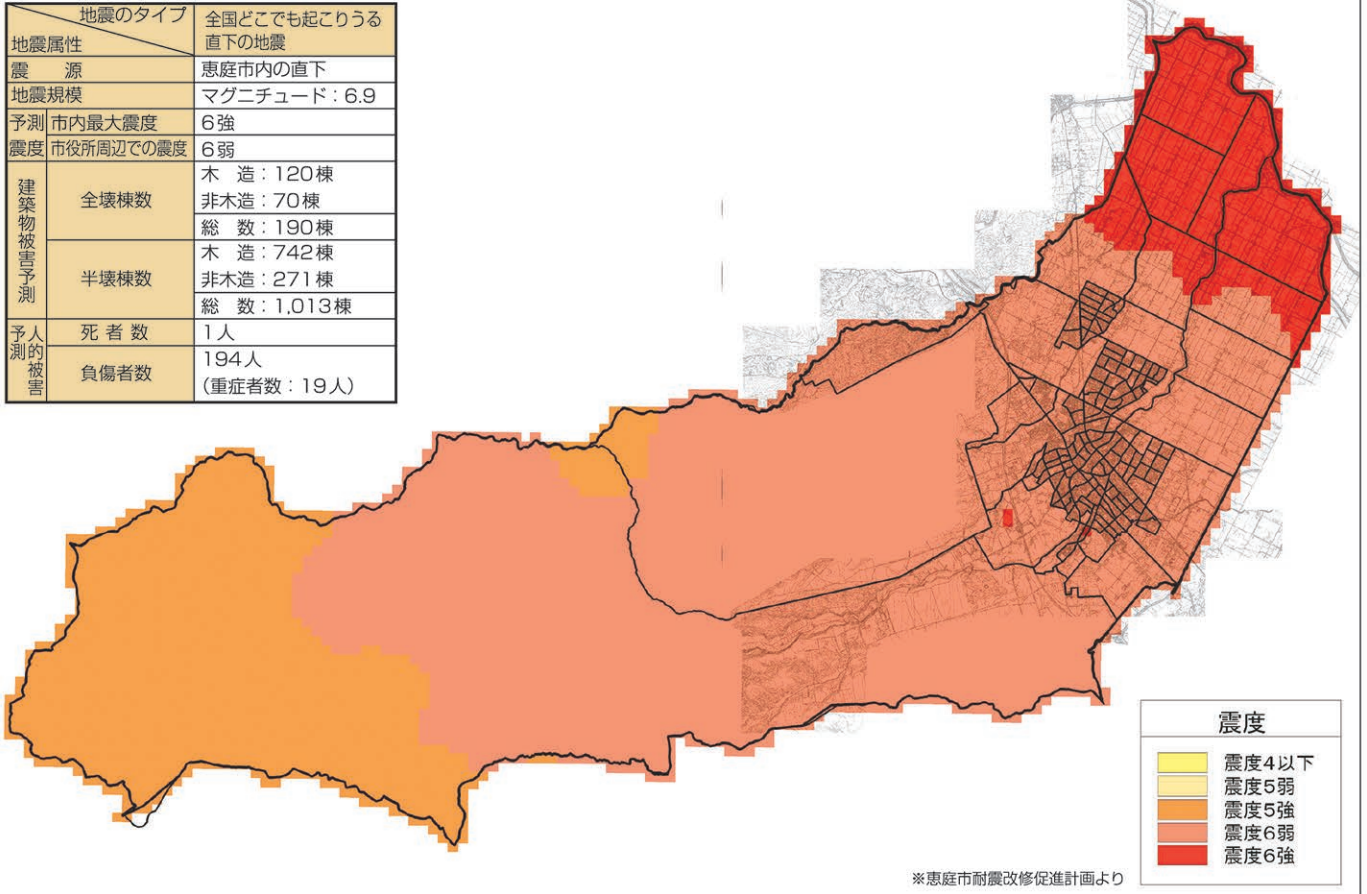 地震のタイプ
全国どこでも起こりうる
直下の地震
地震属性
震　源
恵庭市内の直下
地震規模
マグニチュード：6.9
予測震度
市内最大震度
6強
市役所周辺での震度
6弱
建築物被害予測
全壊棟数
木　造：120棟
非木造：70棟
総　数：190棟
半壊棟数
木　造：742棟
非木造：271棟
総　数：1,013棟
人的被害予測
死者数
1人
負傷者数
194人
（重症者数：19人）
震度
震度4以下
震度5弱
震度5強
震度6弱
震度6強
※恵庭市耐震改修促進計画より